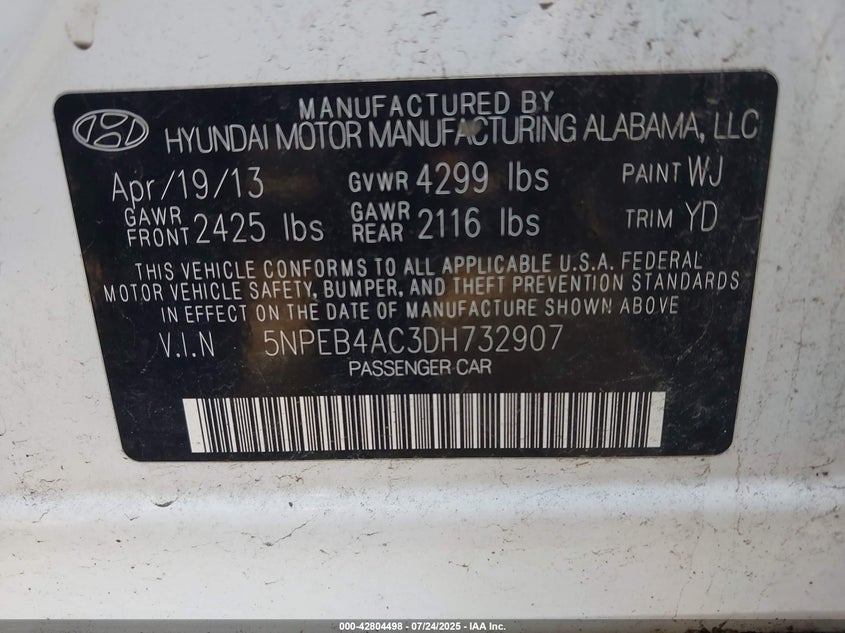 MANUFACTURED BY
HYUNDAI MOTOR MANUFACTURING ALABAMA, LLC
Apr/19/13 GVWR 4299 lbs PAINT WJ
GAWR FRONT 2425 lbs GAWR REAR 2116 lbs TRIM YD
THIS VEHICLE CONFORMS TO ALL APPLICABLE U.S.A. FEDERAL
MOTOR VEHICLE SAFETY, BUMPER, AND THEFT PREVENTION STANDARDS
IN EFFECT ON THE DATE OF MANUFACTURE SHOWN ABOVE
V.I.N 5NPEB4AC3DH732907
PASSENGER CAR
000-42804498 - 07/24/2025 - IAA Inc.